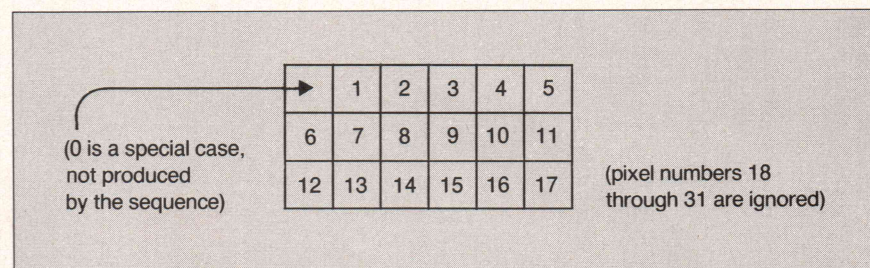 1 2 3 4 5
6 7 8 9 10 11
12 13 14 15 16 17
(0 is a special case,
not produced
by the sequence)
(pixel numbers 18
through 31 are ignored)